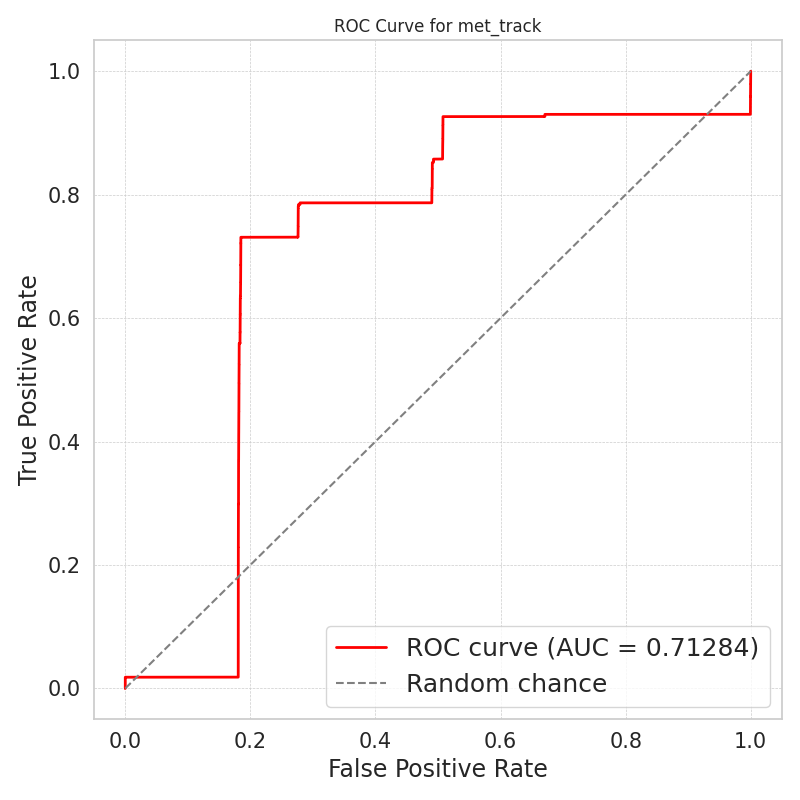 ROC Curve for met_track
1.0
0.8
0.6
0.4
0.2
0.0
True Positive Rate
ROC curve (AUC = 0.71284)
Random chance
0.0 0.2 0.4 0.6 0.8 1.0
False Positive Rate